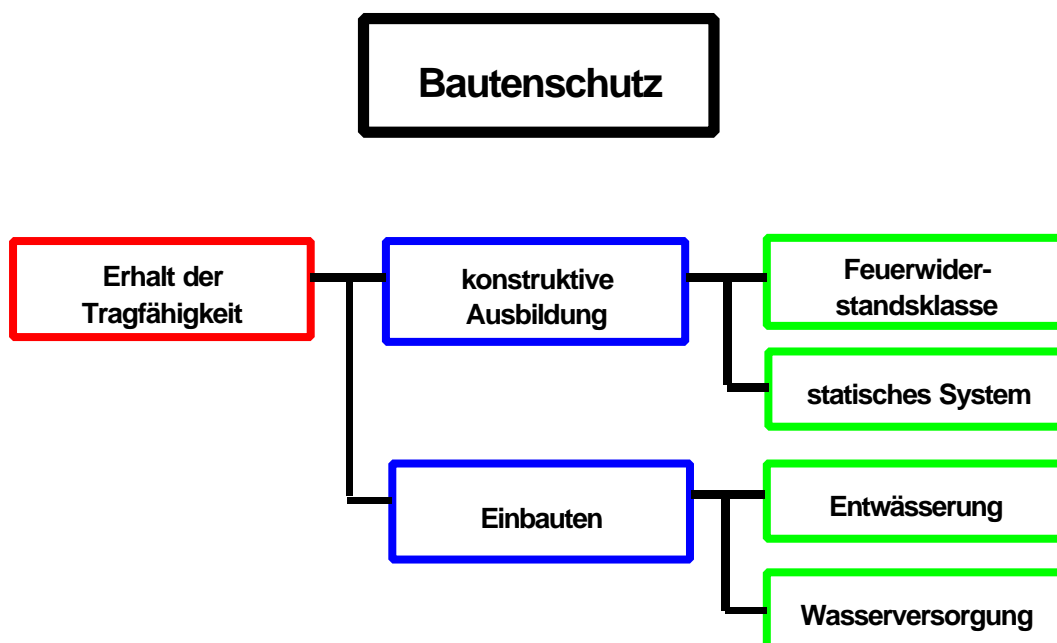 Bautenschutz
Erhalt der
Tragfähigkeit
konstruktive
Ausbildung
Feuerwider-
standsklasse
statisches System
Einbauten
Entwässerung
Wasserversorgung